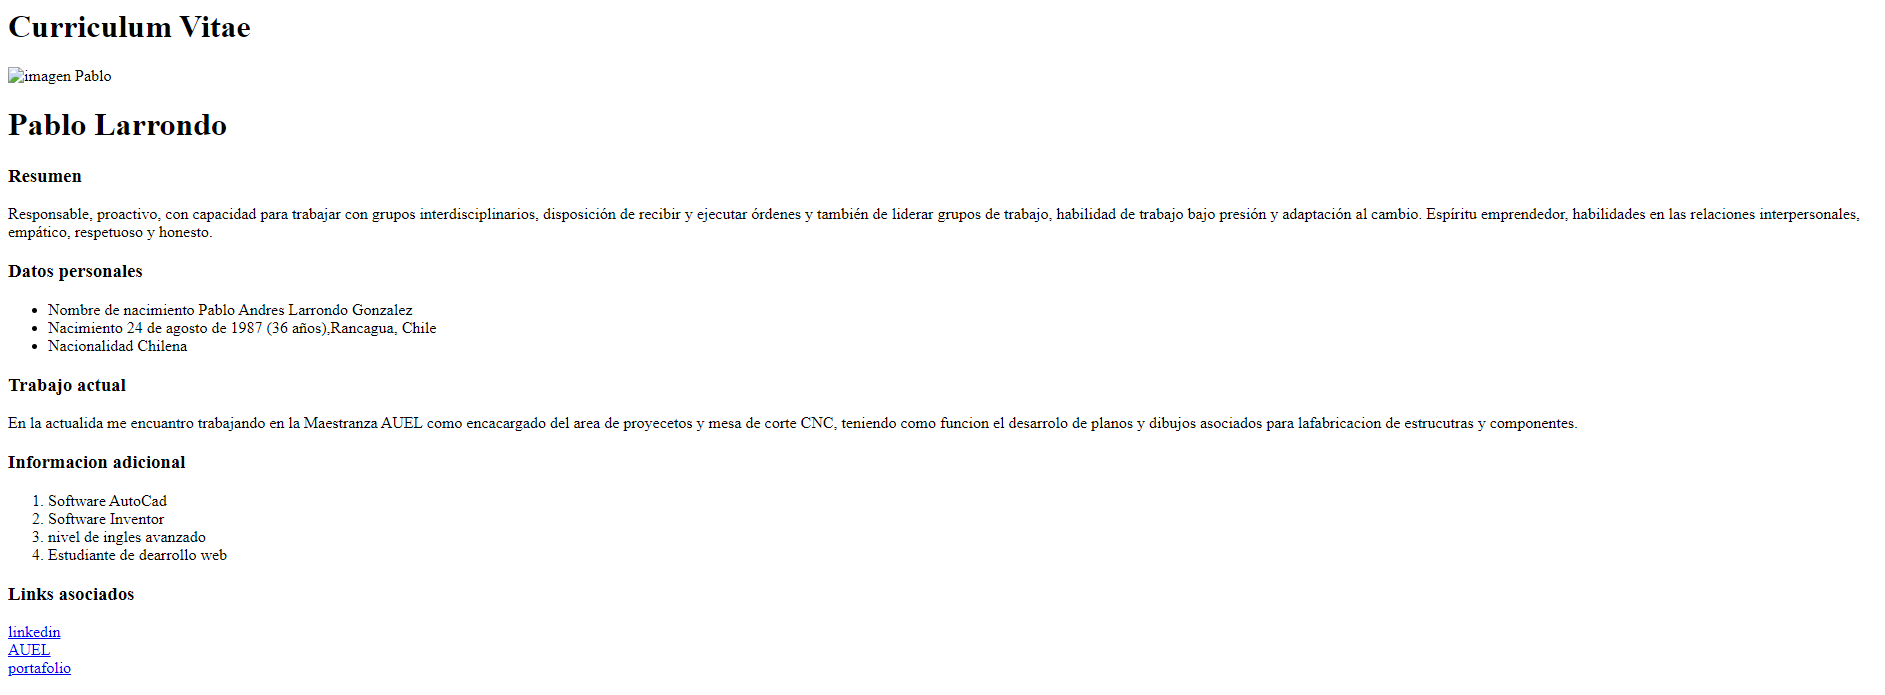 Curriculum Vitae
imagen Pablo
Pablo Larrondo
Resumen
Responsable, proactivo, con capacidad para trabajar con grupos interdisciplinarios, disposición de recibir y ejecutar órdenes y también de liderar grupos de trabajo, habilidad de trabajo bajo presión y adaptación al cambio. Espíritu emprendedor, habilidades en las relaciones interpersonales,
empático, respetuoso y honesto.
Datos personales
• Nombre de nacimiento Pablo Andres Larrondo Gonzalez
• Nacimiento 24 de agosto de 1987 (36 años),Rancagua, Chile
• Nacionalidad Chilena
Trabajo actual
En la actualida me encuantro trabajando en la Maestranza AUEL como encacargado del area de proyecetos y mesa de corte CNC, teniendo como funcion el desarrolo de planos y dibujos asociados para lafabricacion de estrucutras y componentes.
Informacion adicional
1. Software AutoCad
2. Software Inventor
3. nivel de ingles avanzado
4. Estudiante de dearrollo web
Links asociados
linkedin
AUEL
portafolio